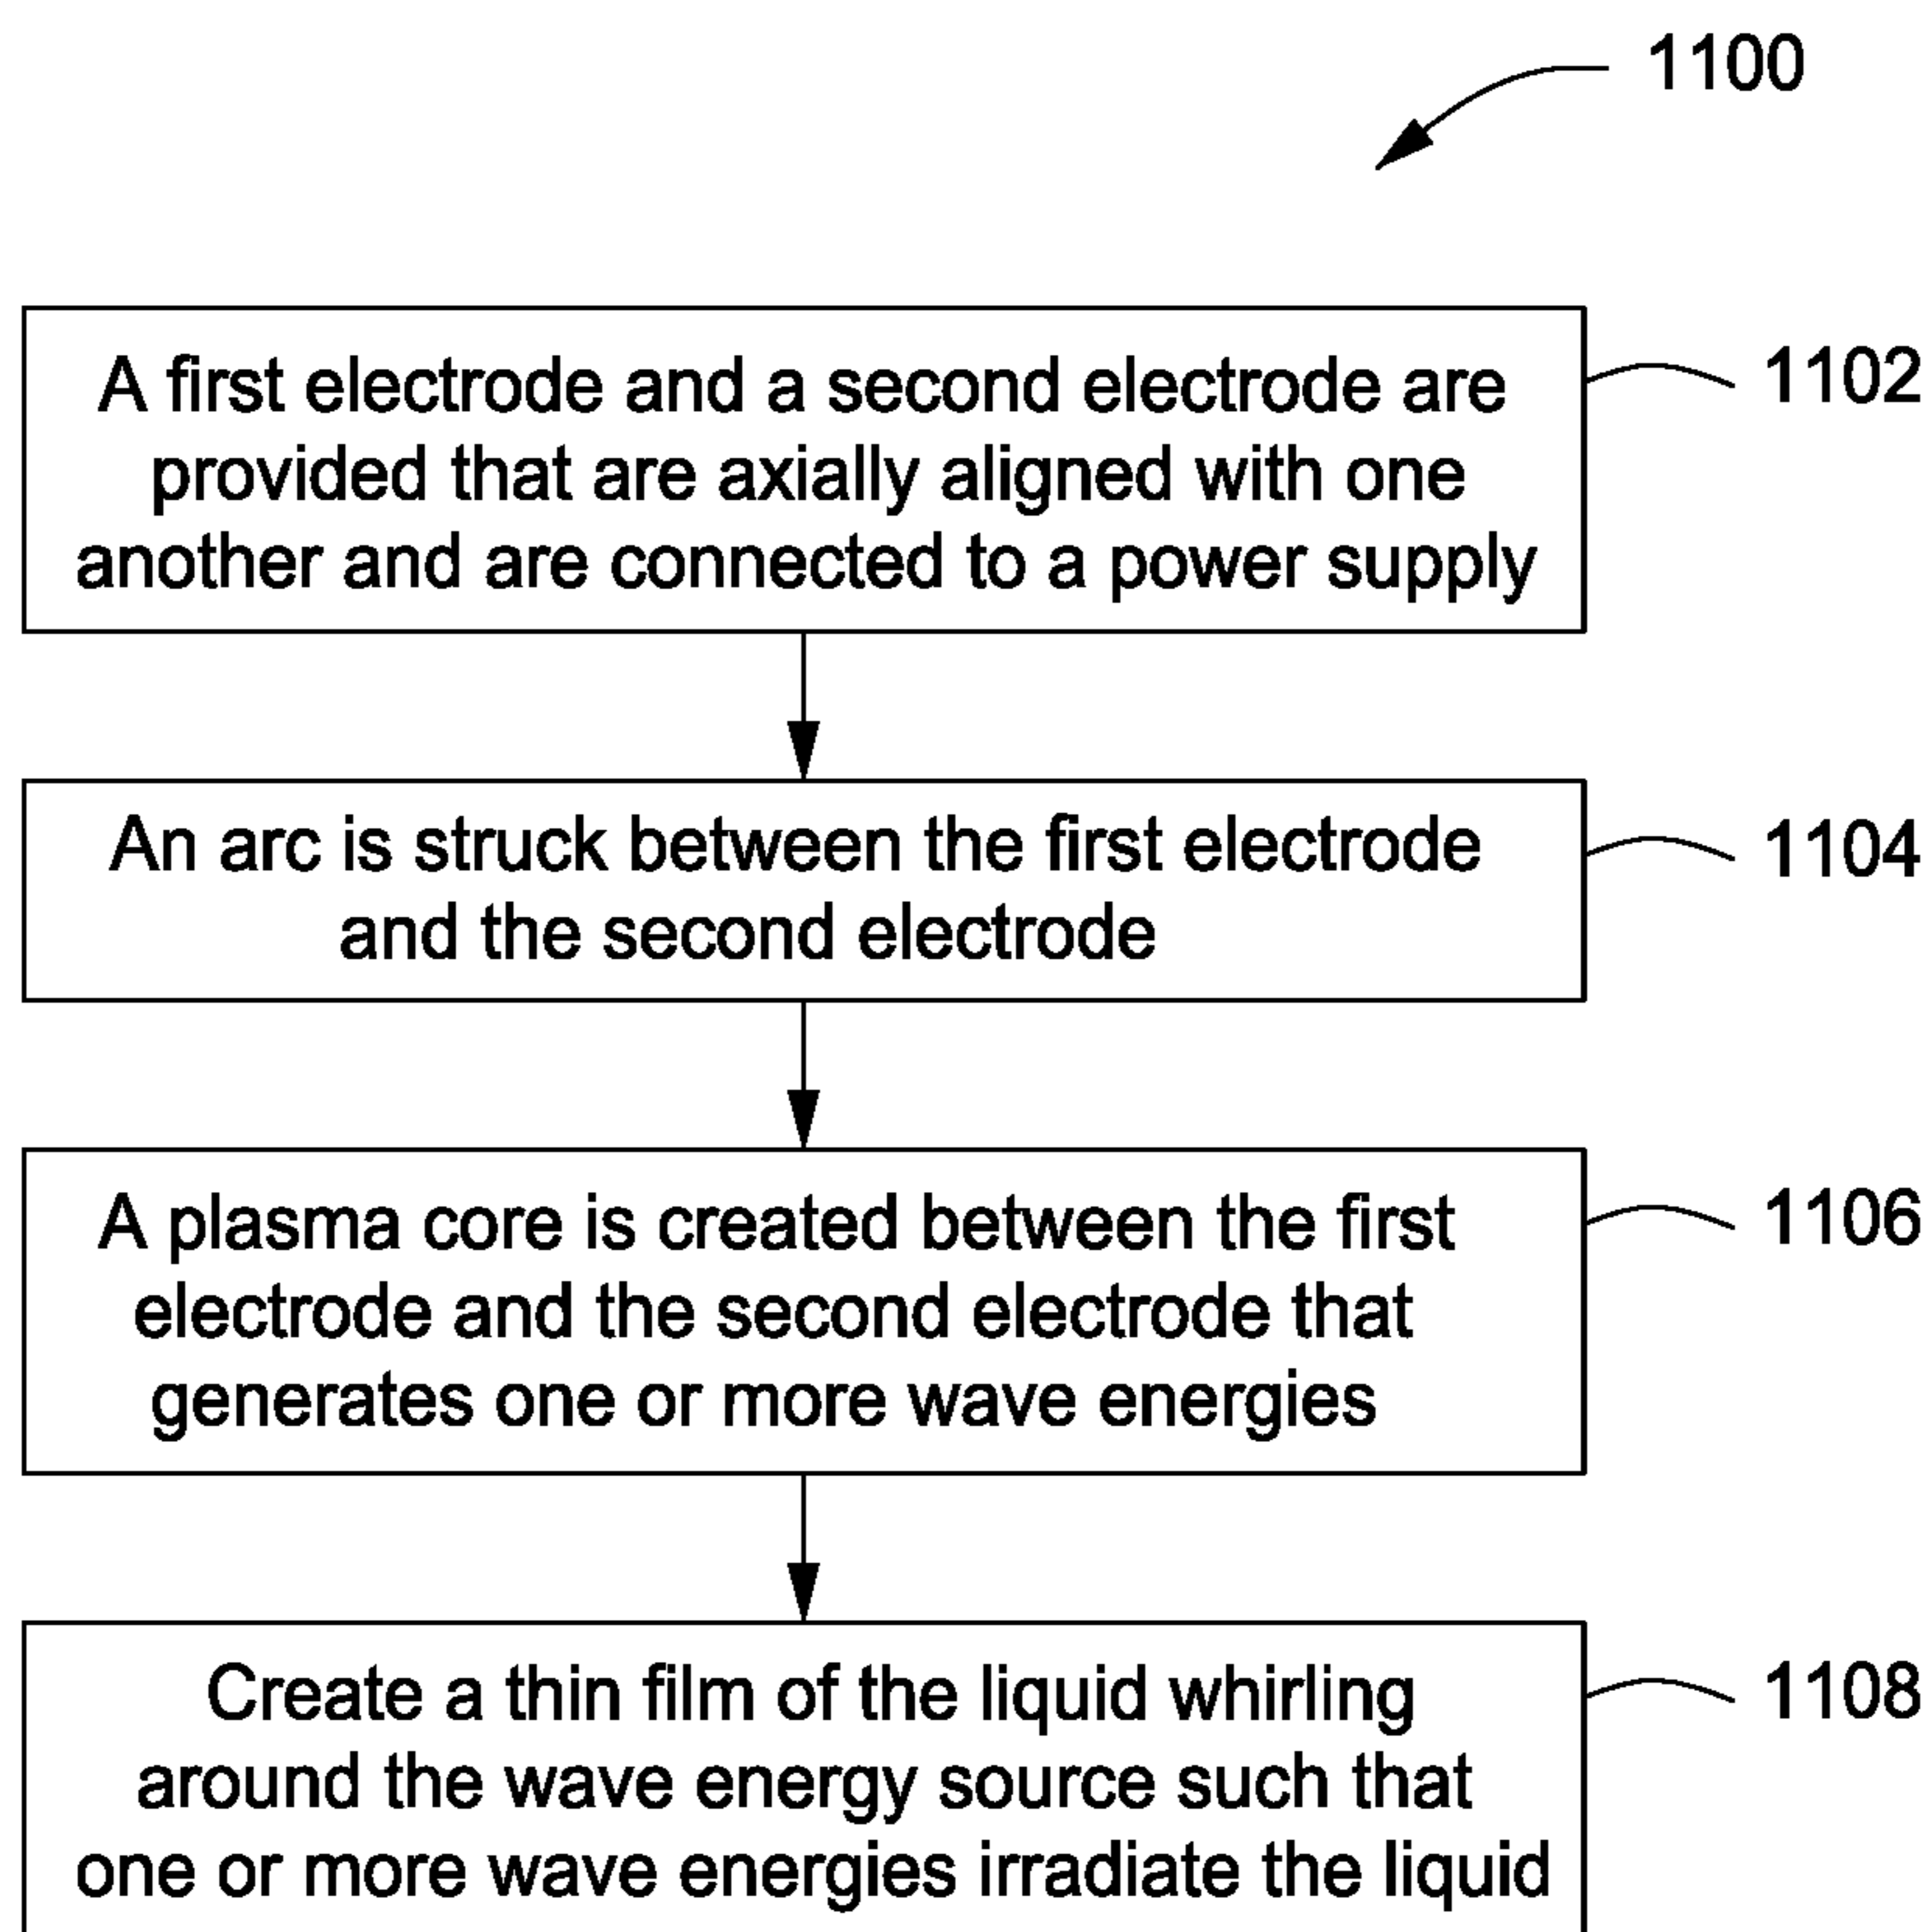 1100
A first electrode and a second electrode are
provided that are axially aligned with one
another and are connected to a power supply
1102
An arc is struck between the first electrode
and the second electrode
1104
A plasma core is created between the first
electrode and the second electrode that
generates one or more wave energies
1106
Create a thin film of the liquid whirling
around the wave energy source such that
one or more wave energies irradiate the liquid
1108